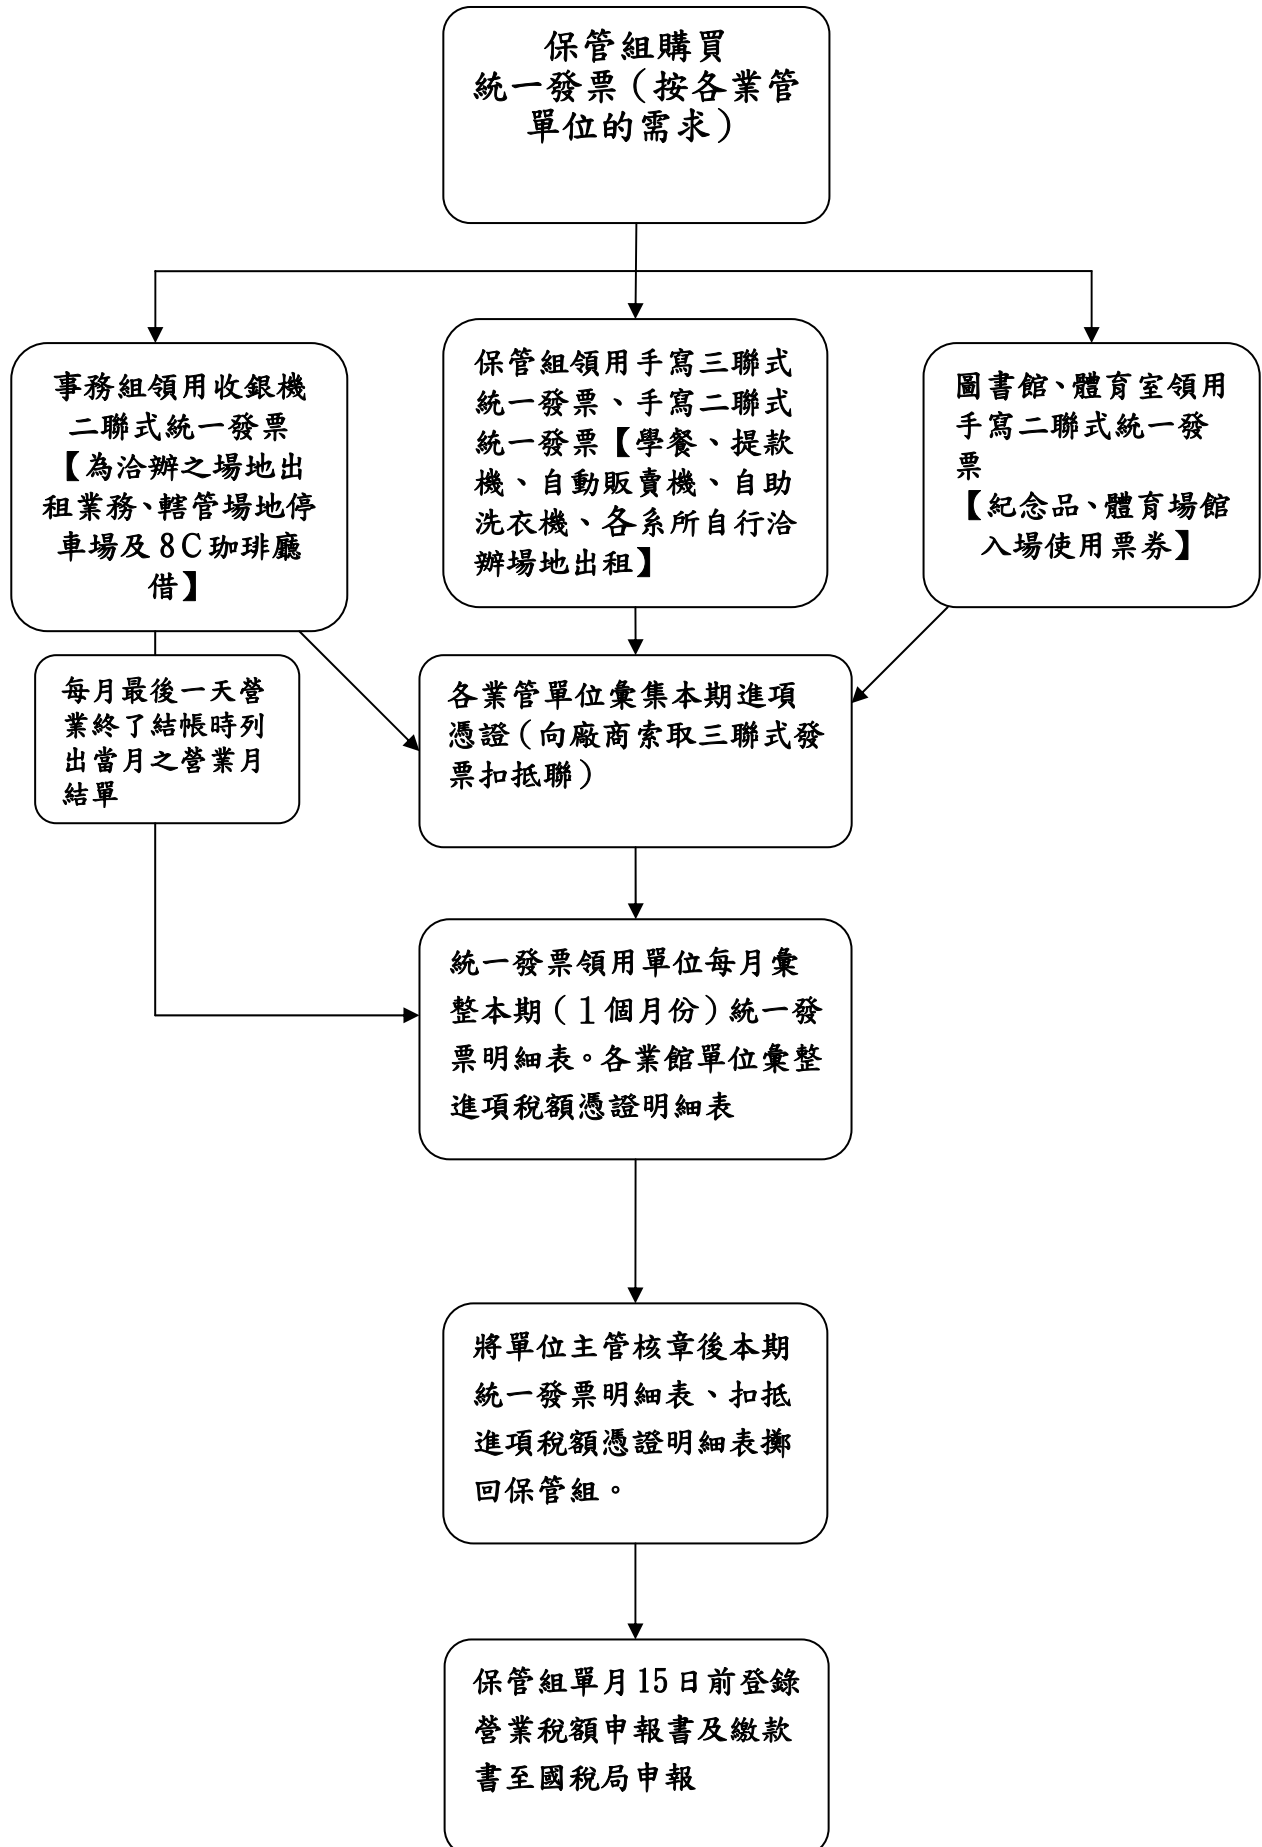 保管組購買
統一發票（按各業管
單位的需求）
事務組領用收銀機
二聯式統一發票
【為洽辦之場地出
租業務、轄管場地停
車場及8C珈琲廳
借】
保管組領用手寫三聯式
統一發票、手寫二聯式
統一發票【學餐、提款
機、自動販賣機、自助
洗衣機、各系所自行洽
辦場地出租】
圖書館、體育室領用
手寫二聯式統一發
票
【紀念品、體育場館
入場使用票券】
每月最後一天營
業終了結帳時列
出當月之營業月
結單
各業管單位彙集本期進項
憑證（向廠商索取三聯式發
票扣抵聯）
統一發票領用單位每月彙
整本期（１個月份）統一發
票明細表。各業館單位彙整
進項稅額憑證明細表
將單位主管核章後本期
統一發票明細表、扣抵
進項稅額憑證明細表擲
回保管組。
保管組單月15日前登錄
營業稅額申報書及繳款
書至國稅局申報